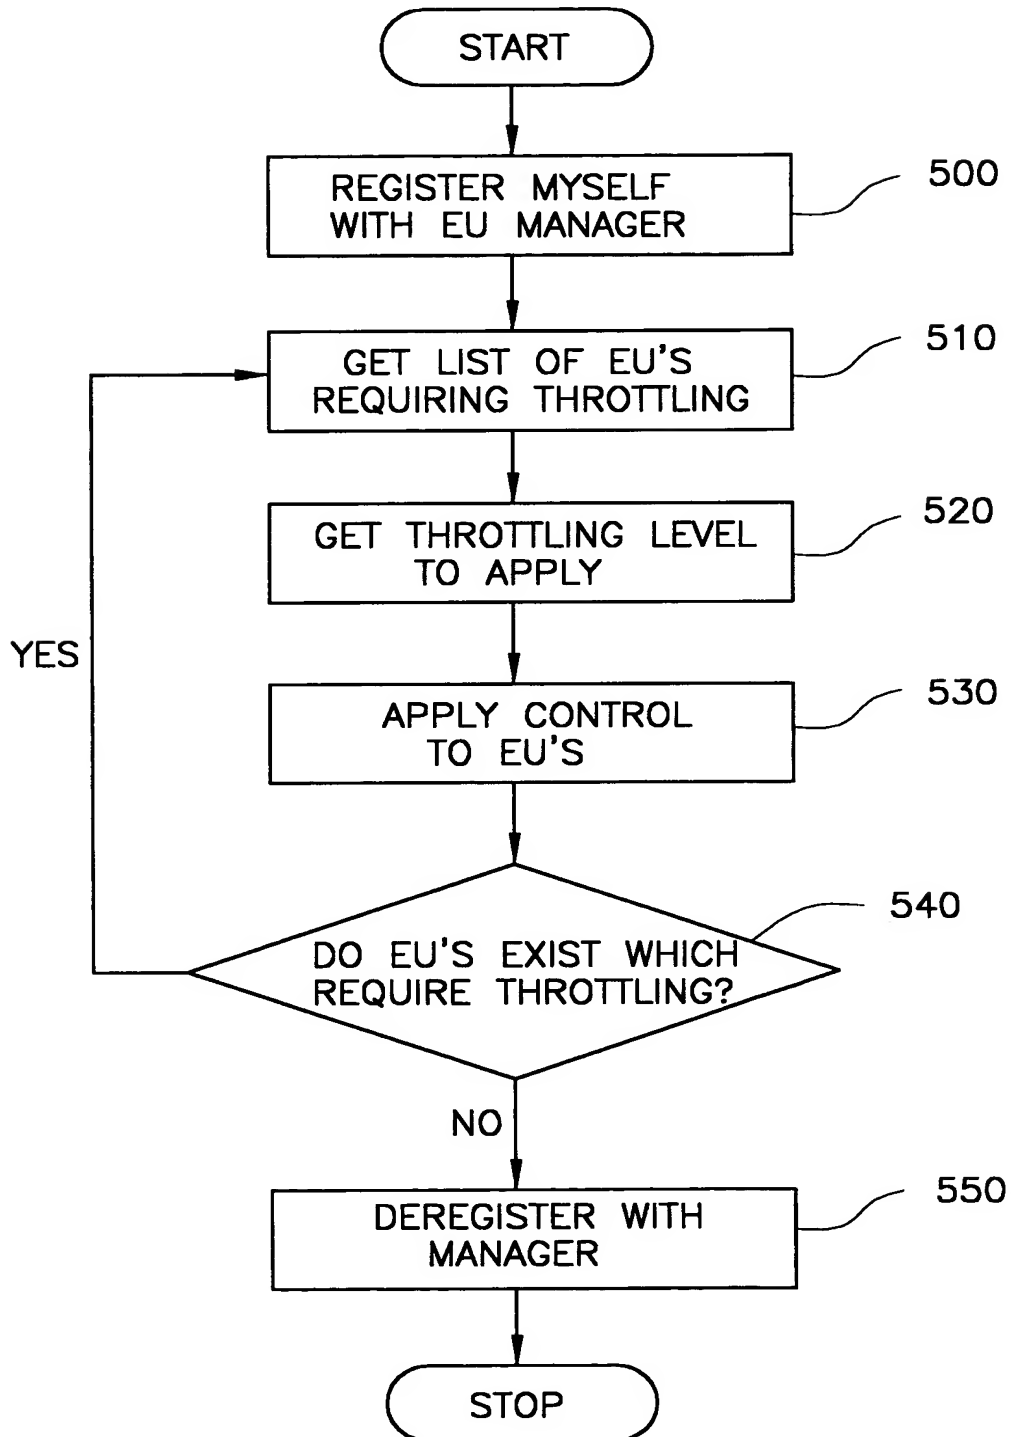 START
REGISTER MYSELF
WITH EU MANAGER
500
GET LIST OF EU'S
REQUIRING THROTTLING
510
GET THROTTLING LEVEL
TO APPLY
520
YES
APPLY CONTROL
TO EU'S
530
DO EU'S EXIST WHICH
REQUIRE THROTTLING?
540
NO
DEREGISTER WITH
MANAGER
550
STOP